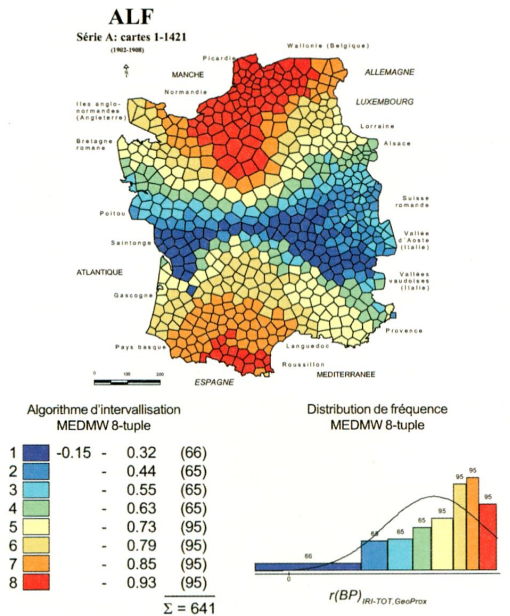 ALF
Série A: cartes 1-1421
(1902-1908)
Picardie
Wallonie (Belgique)
MANCHE
ALLEMAGNE
Normandie
LUXEMBOURG
Iles anglo-
normandes
(Angleterre)
Lorraine
Alsace
Bretagne
romane
Suisse
romande
Poitou
Vallée
d'Aoste
(Italie)
Saintonge
ATLANTIQUE
Vallées
vaudoises
(Italie)
Gascogne
Provence
Pays basque
Languedoc
Roussillon
MEDITERRANEE
ESPAGNE
0 100 200
Algorithme d'intervallisation
MEDMW 8-tuple
1 -0.15 - 0.32 (66)
2 - 0.44 (65)
3 - 0.55 (65)
4 - 0.63 (65)
5 - 0.73 (95)
6 - 0.79 (95)
7 - 0.85 (95)
8 - 0.93 (95)
Σ = 641
Distribution de fréquence
MEDMW 8-tuple
66 65 65 65 95 95 95 95
0
r(BP)IRI-TOT,GeoProx